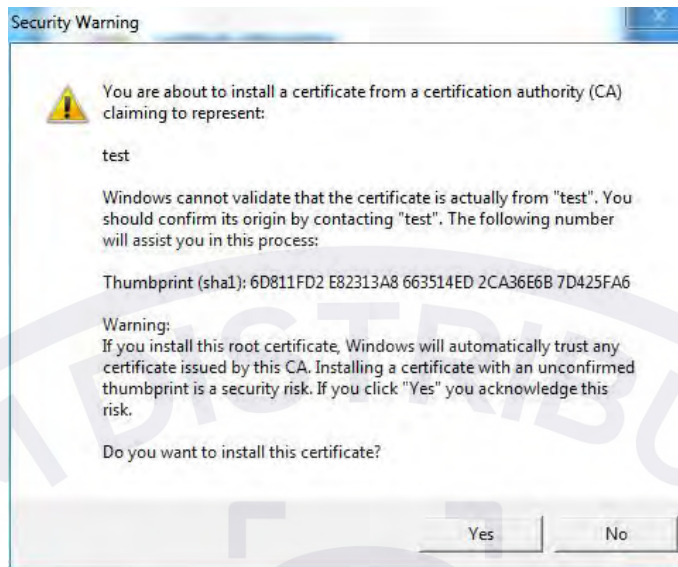 Security Warning
You are about to install a certificate from a certification authority (CA)
claiming to represent:
test
Windows cannot validate that the certificate is actually from "test". You
should confirm its origin by contacting "test". The following number
will assist you in this process:
Thumbprint (sha1): 6D811FD2 E82313A8 663514ED 2CA36E6B 7D425FA6
Warning:
If you install this root certificate, Windows will automatically trust any
certificate issued by this CA. Installing a certificate with an unconfirmed
thumbprint is a security risk. If you click "Yes" you acknowledge this
risk.
Do you want to install this certificate?
Yes No